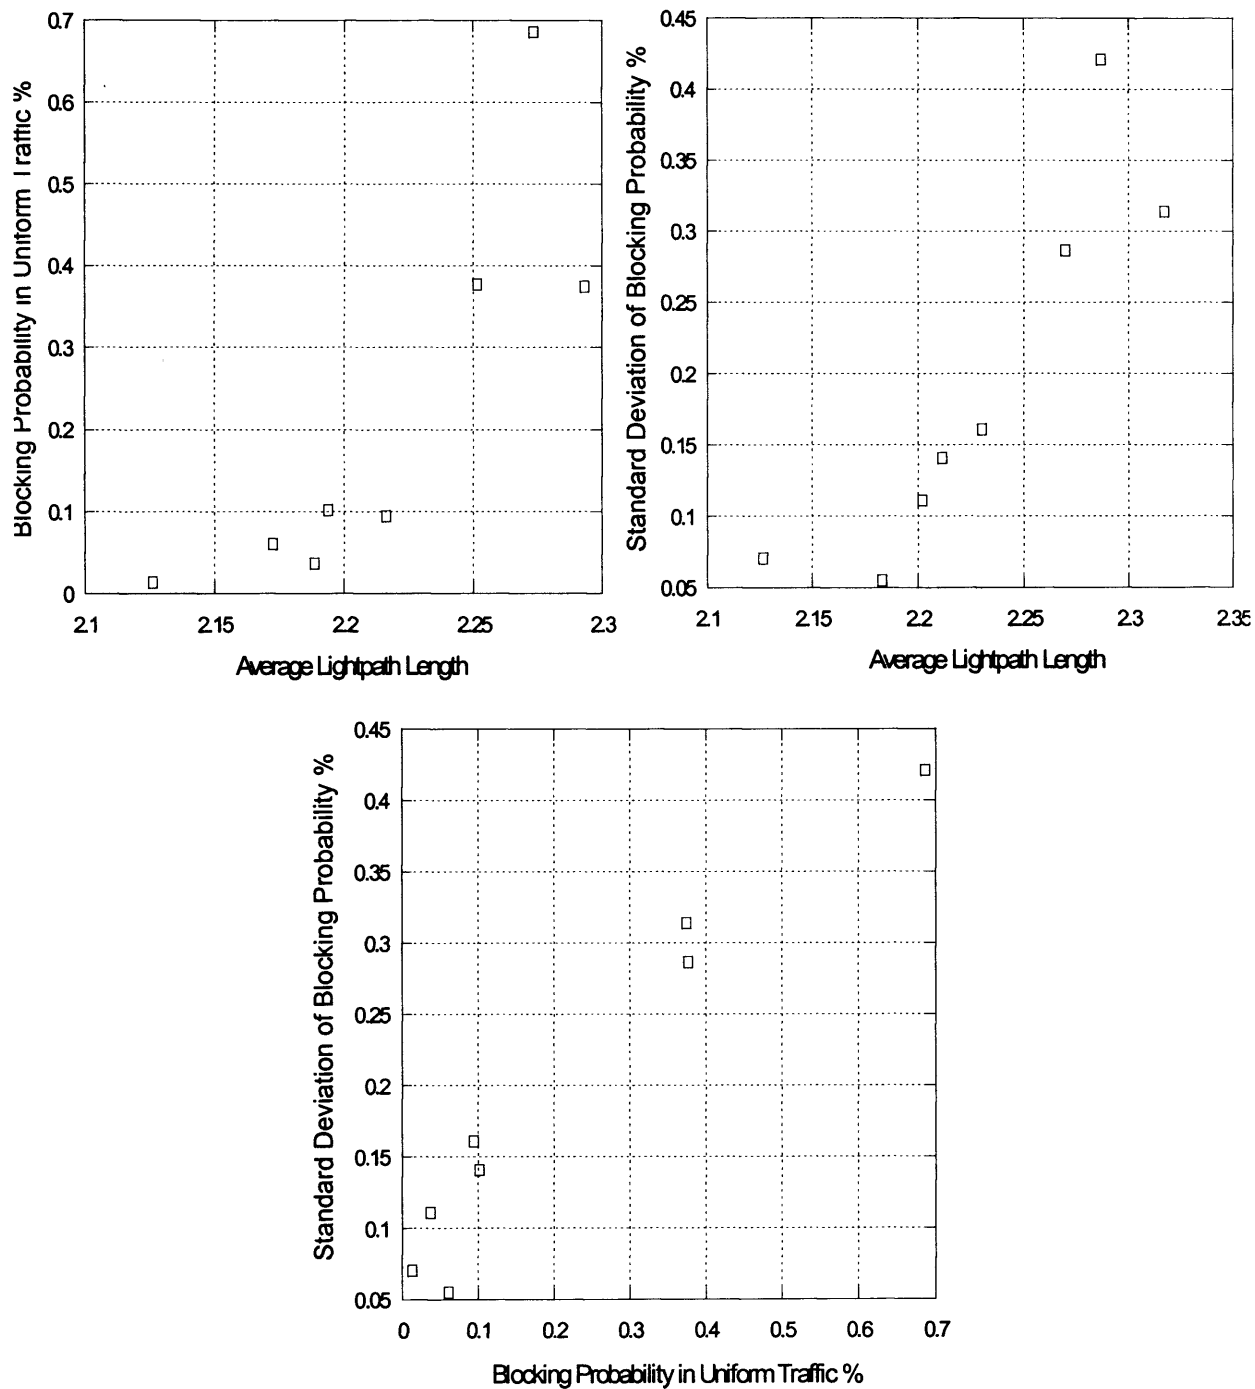 0.7
0.6
0.5
0.4
0.3
0.2
0.1
0
Blocking Probability in Uniform Traffic %
2.1 2.15 2.2 2.25 2.3
Average Lightpath Length
0.45
0.4
0.35
0.3
0.25
0.2
0.15
0.1
0.05
Standard Deviation of Blocking Probability %
2.1 2.15 2.2 2.25 2.3 2.35
Average Lightpath Length
0.45
0.4
0.35
0.3
0.25
0.2
0.15
0.1
0.05
Standard Deviation of Blocking Probability %
0 0.1 0.2 0.3 0.4 0.5 0.6 0.7
Blocking Probability in Uniform Traffic %